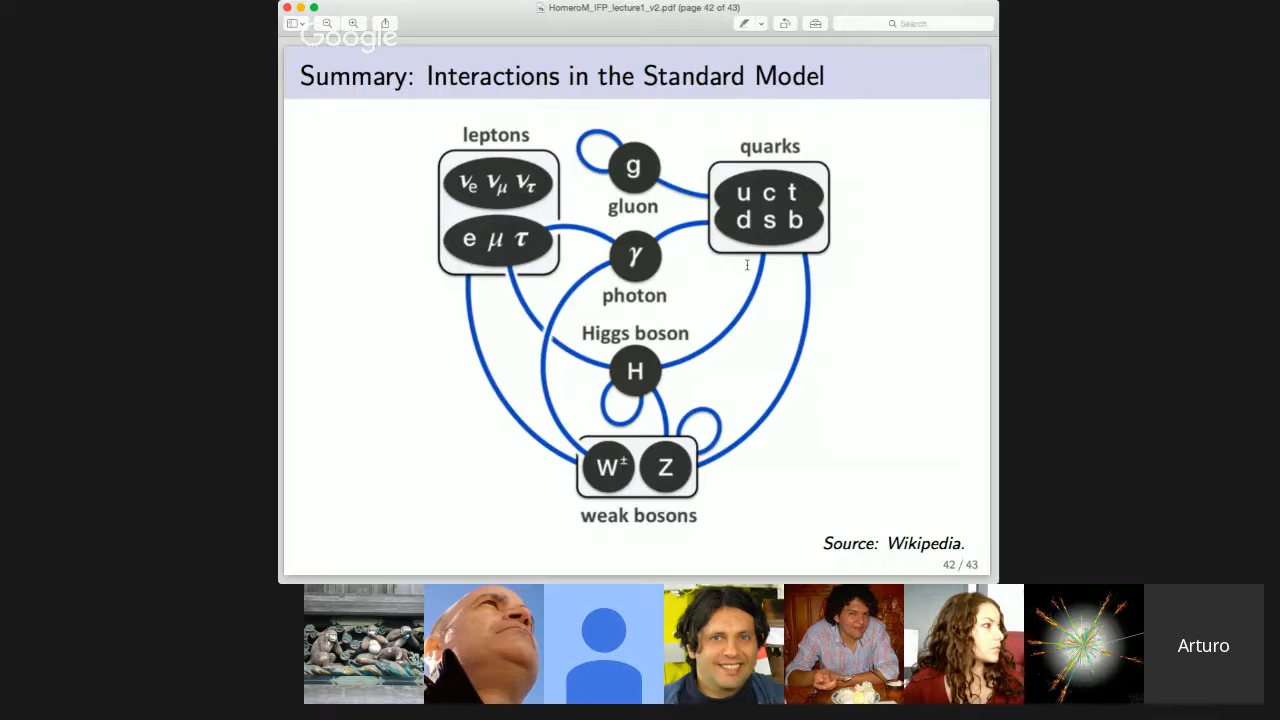 HomeroM_IFP_lecture1_v2.pdf (page 42 of 43)
Search
Google
Summary: Interactions in the Standard Model
leptons
νe νμ ντ
e μ τ
g
gluon
quarks
u c t
d s b
γ
photon
Higgs boson
H
W± Z
weak bosons
Source: Wikipedia.
42 / 43
Arturo